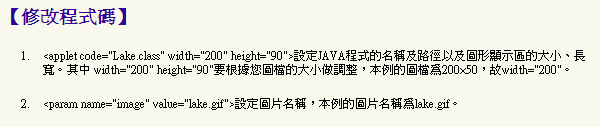 【修改程式碼】
1. <applet code="Lake.class" width="200" height="90">設定JAVA程式的名稱及路徑以及圖形顯示區的大小、長
寬。其中 width="200" height="90"要根據您圖檔的大小做調整，本例的圖檔為200x50，故width="200"。
2. <param name="image" value="lake.gif">設定圖片名稱，本例的圖片名稱為lake.gif。